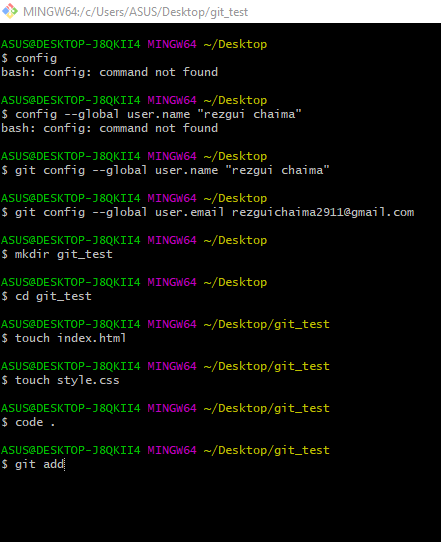 MINGW64:/c/Users/ASUS/Desktop/git_test
ASUS@DESKTOP-J8QKII4 MINGW64 ~/Desktop
$ config
bash: config: command not found
ASUS@DESKTOP-J8QKII4 MINGW64 ~/Desktop
$ config --global user.name "rezgui chaima"
bash: config: command not found
ASUS@DESKTOP-J8QKII4 MINGW64 ~/Desktop
$ git config --global user.name "rezgui chaima"
ASUS@DESKTOP-J8QKII4 MINGW64 ~/Desktop
$ git config --global user.email rezguichaima2911@gmail.com
ASUS@DESKTOP-J8QKII4 MINGW64 ~/Desktop
$ mkdir git_test
ASUS@DESKTOP-J8QKII4 MINGW64 ~/Desktop
$ cd git_test
ASUS@DESKTOP-J8QKII4 MINGW64 ~/Desktop/git_test
$ touch index.html
ASUS@DESKTOP-J8QKII4 MINGW64 ~/Desktop/git_test
$ touch style.css
ASUS@DESKTOP-J8QKII4 MINGW64 ~/Desktop/git_test
$ code .
ASUS@DESKTOP-J8QKII4 MINGW64 ~/Desktop/git_test
$ git add